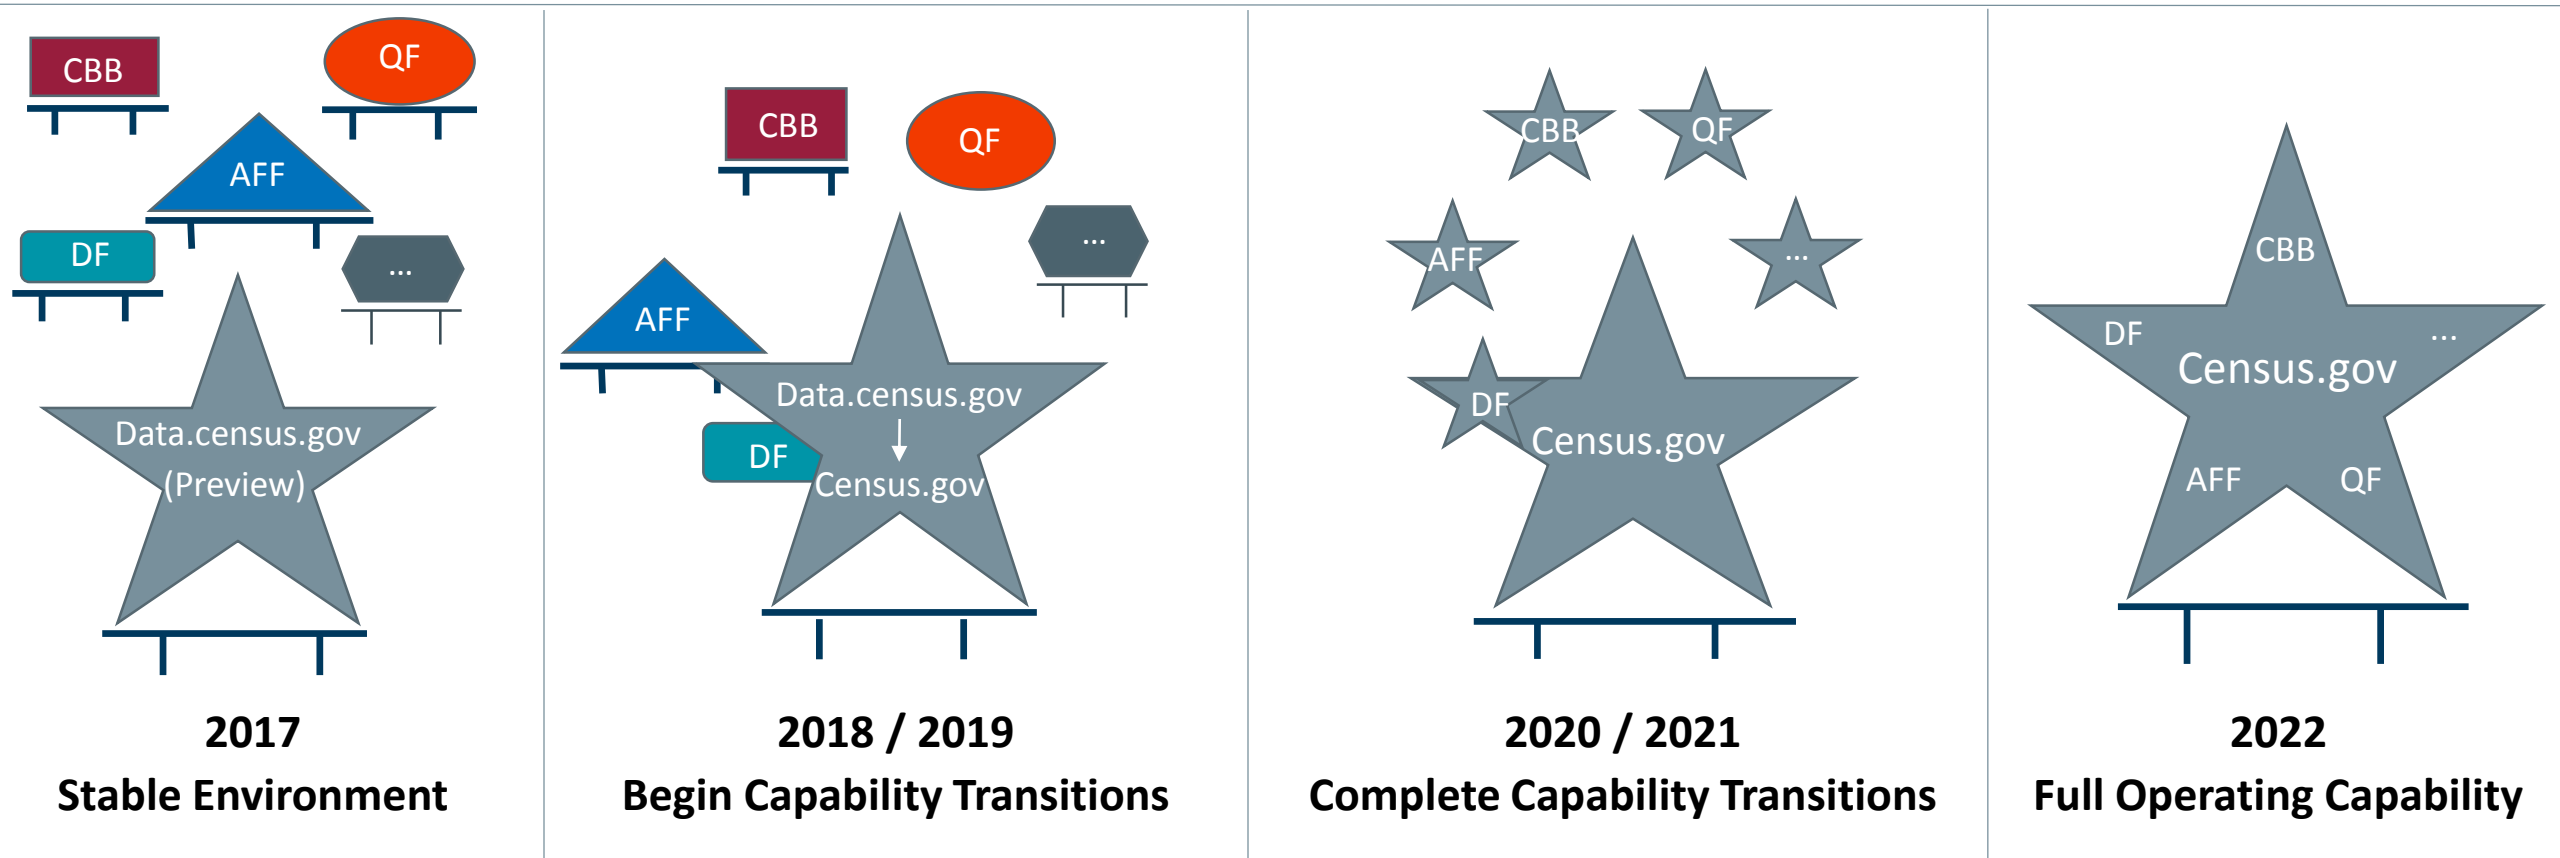 CBB
QF
AFF
DF
...
Data.census.gov
(Preview)
2017
Stable Environment
CBB
QF
...
AFF
Data.census.gov
DF
Census.gov
2018 / 2019
Begin Capability Transitions
CBB
QF
AFF
...
DF
Census.gov
2020 / 2021
Complete Capability Transitions
CBB
DF
...
Census.gov
AFF
QF
2022
Full Operating Capability